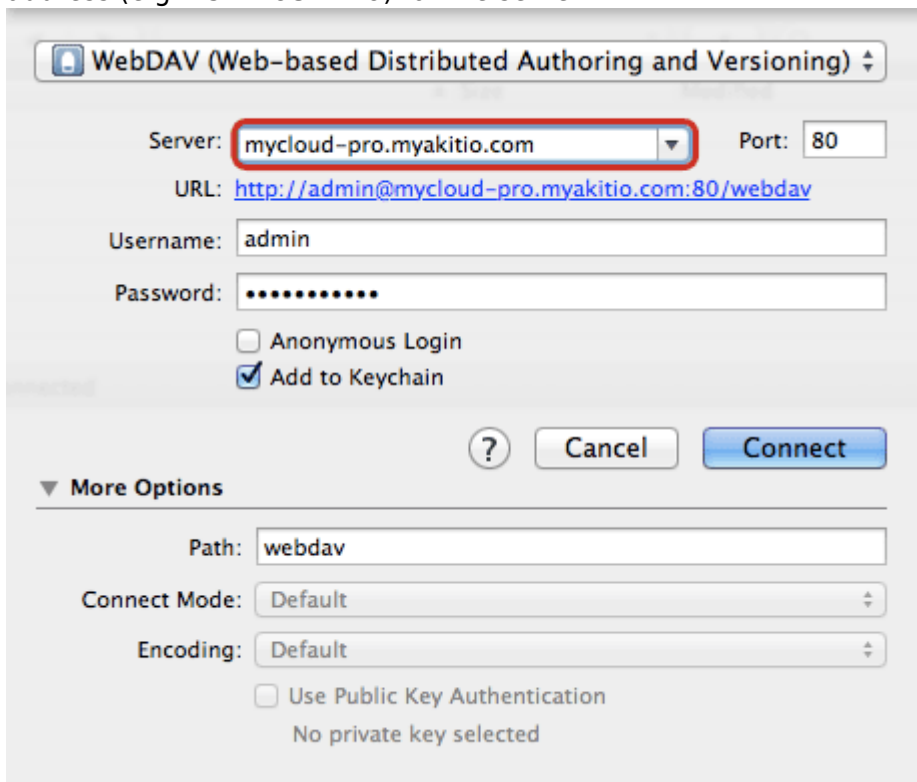 WebDAV (Web-based Distributed Authoring and Versioning)
Server: mycloud-pro.myakitio.com Port: 80
URL: http://admin@mycloud-pro.myakitio.com:80/webdav
Username: admin
Password: •••••••••••
Anonymous Login
Add to Keychain
? Cancel Connect
More Options
Path: webdav
Connect Mode: Default
Encoding: Default
Use Public Key Authentication
No private key selected